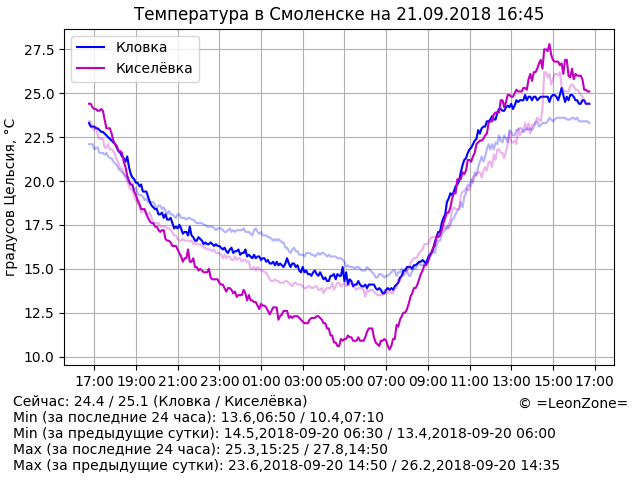 Температура в Смоленске на 21.09.2018 16:45
Кловка
Киселёвка
градусов Цельсия, °C
27.5
25.0
22.5
20.0
17.5
15.0
12.5
10.0
17:00 19:00 21:00 23:00 01:00 03:00 05:00 07:00 09:00 11:00 13:00 15:00 17:00
Сейчас: 24.4 / 25.1 (Кловка / Киселёвка)
© =LeonZone=
Min (за последние 24 часа): 13.6,06:50 / 10.4,07:10
Min (за предыдущие сутки): 14.5,2018-09-20 06:30 / 13.4,2018-09-20 06:00
Max (за последние 24 часа): 25.3,15:25 / 27.8,14:50
Max (за предыдущие сутки): 23.6,2018-09-20 14:50 / 26.2,2018-09-20 14:35